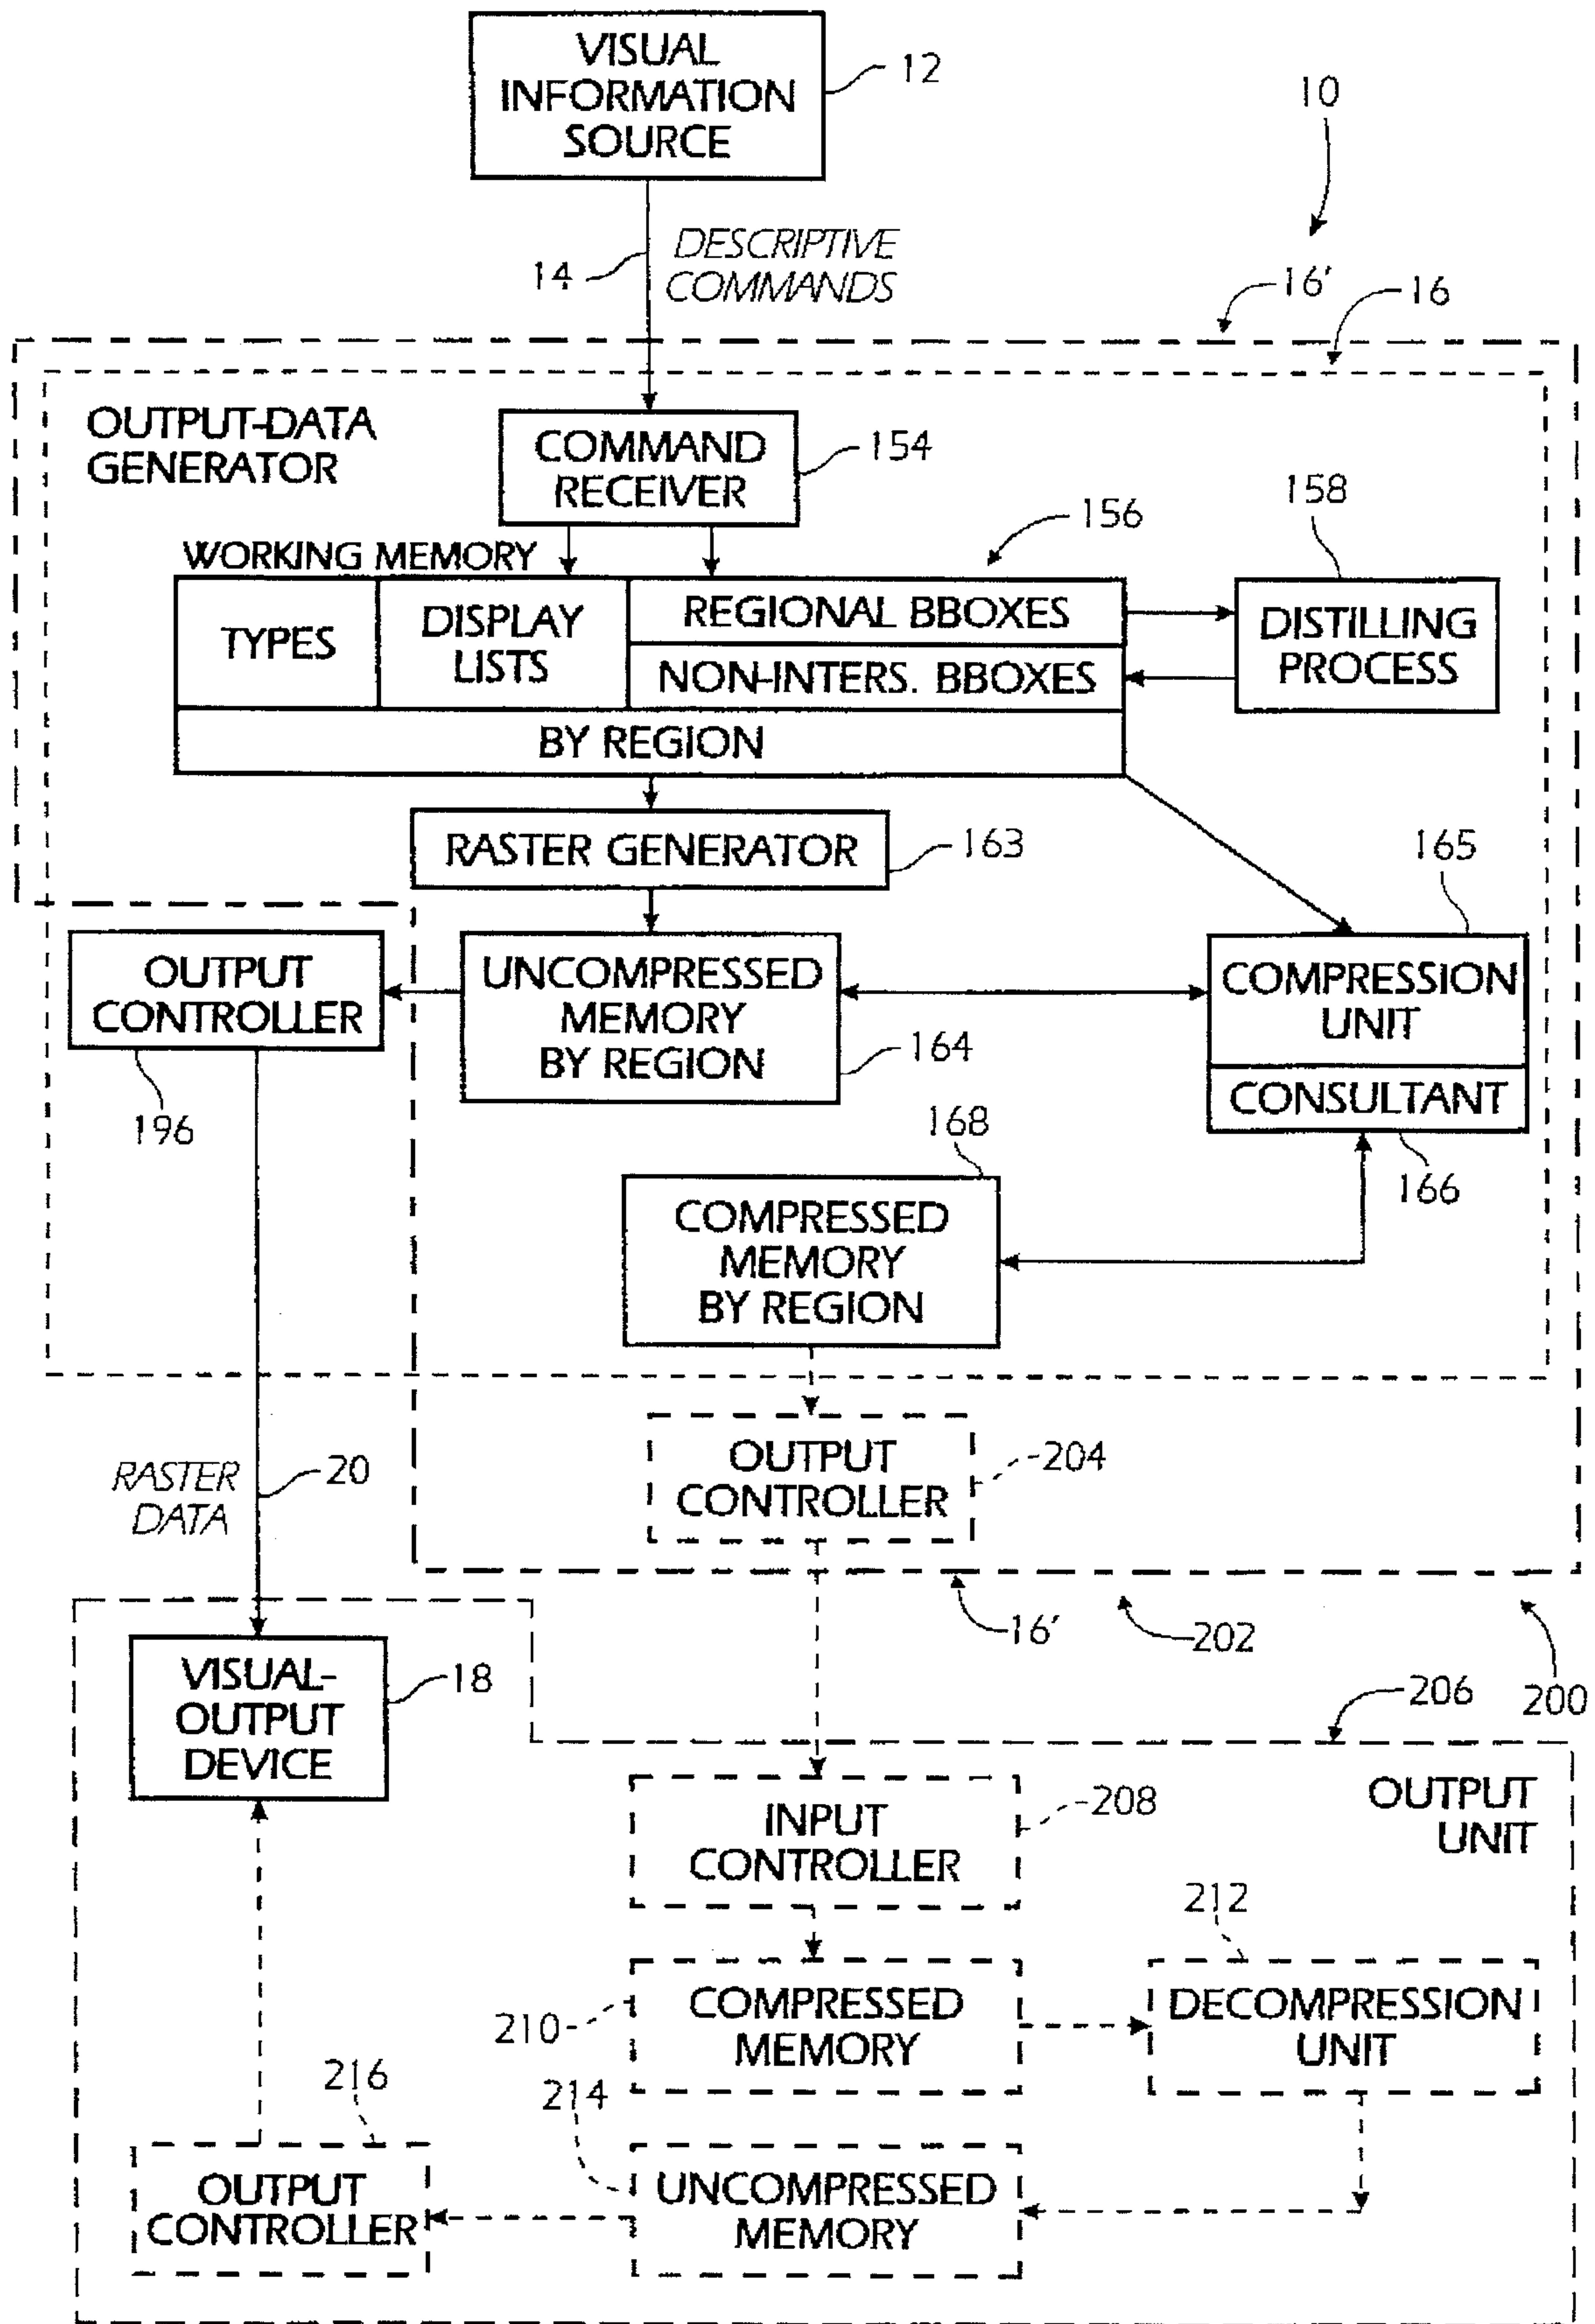 VISUAL
INFORMATION
SOURCE
12
10
DESCRIPTIVE
COMMANDS
14
16′
16
OUTPUT-DATA
GENERATOR
COMMAND
RECEIVER
154
156
158
WORKING MEMORY
TYPES
DISPLAY
LISTS
REGIONAL BBOXES
NON-INTERS. BBOXES
BY REGION
DISTILLING
PROCESS
RASTER GENERATOR
163
165
OUTPUT
CONTROLLER
196
UNCOMPRESSED
MEMORY
BY REGION
164
COMPRESSION
UNIT
CONSULTANT
166
168
COMPRESSED
MEMORY
BY REGION
OUTPUT
CONTROLLER
204
RASTER
DATA
20
16′
202
200
VISUAL-
OUTPUT
DEVICE
18
206
OUTPUT
UNIT
INPUT
CONTROLLER
208
212
COMPRESSED
MEMORY
210
DECOMPRESSION
UNIT
216
214
OUTPUT
CONTROLLER
UNCOMPRESSED
MEMORY